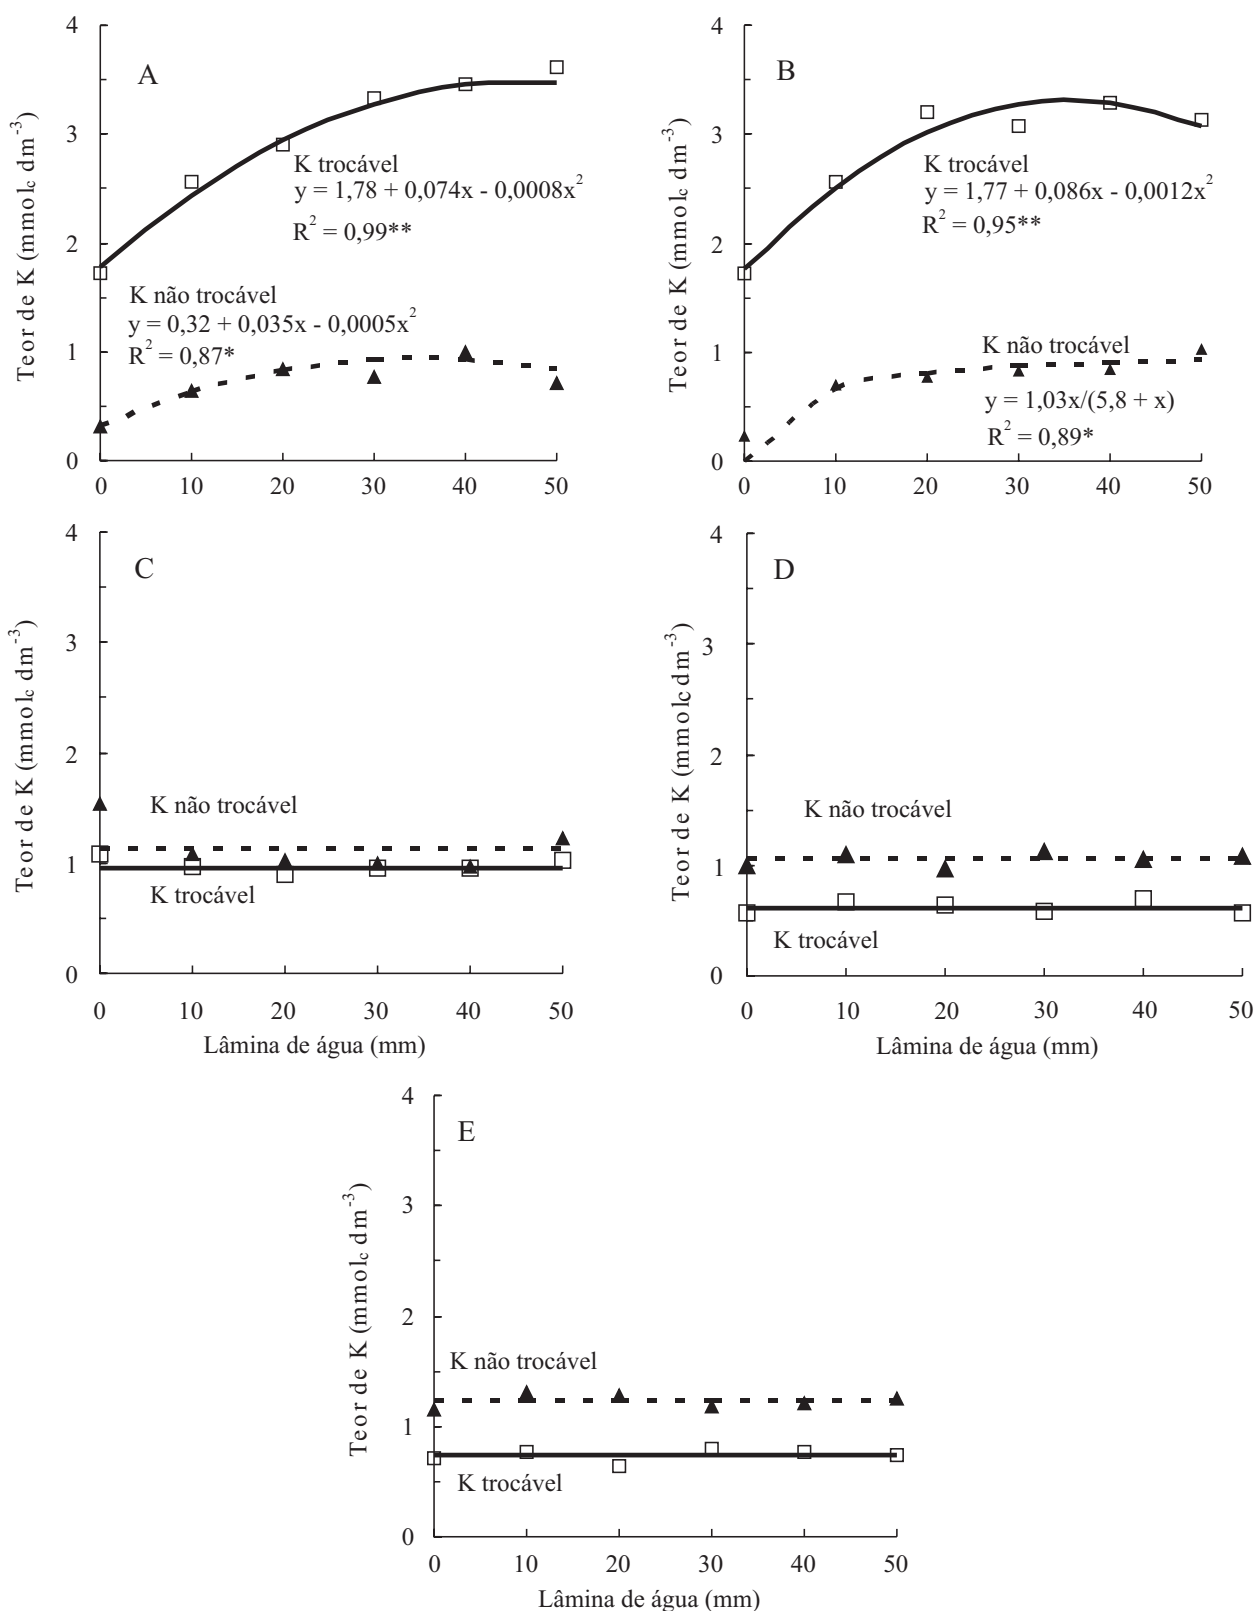 A
Teor de K (mmolc dm-3)
4
3
2
1
0
K trocável
y = 1,78 + 0,074x - 0,0008x2
R2 = 0,99**
K não trocável
y = 0,32 + 0,035x - 0,0005x2
R2 = 0,87*
0 10 20 30 40 50
B
Teor de K (mmolc dm-3)
4
3
2
1
0
K trocável
y = 1,77 + 0,086x - 0,0012x2
R2 = 0,95**
K não trocável
y = 1,03x/(5,8 + x)
R2 = 0,89*
0 10 20 30 40 50
C
Teor de K (mmolc dm-3)
4
3
2
1
0
K não trocável
K trocável
0 10 20 30 40 50
Lâmina de água (mm)
D
Teor de K (mmolc dm-3)
4
3
2
1
0
K não trocável
K trocável
0 10 20 30 40 50
Lâmina de água (mm)
E
Teor de K (mmolc dm-3)
4
3
2
1
0
K não trocável
K trocável
0 10 20 30 40 50
Lâmina de água (mm)